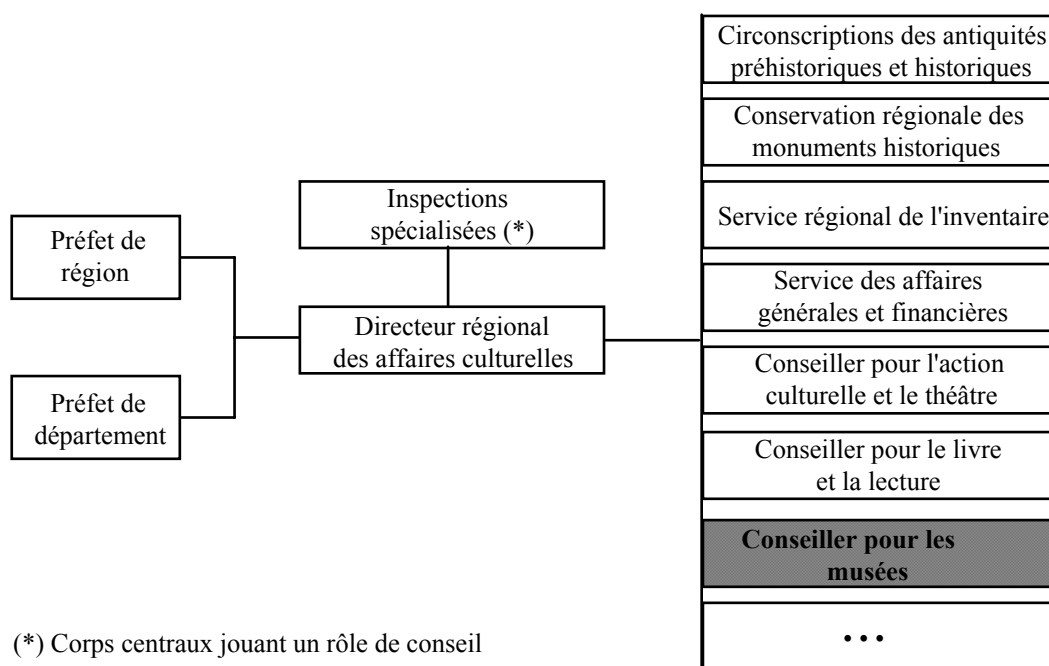 Préfet de
région
Préfet de
département
Inspections
spécialisées (*)
Directeur régional
des affaires culturelles
Circonscriptions des antiquités
préhistoriques et historiques
Conservation régionale des
monuments historiques
Service régional de l'inventaire
Service des affaires
générales et financières
Conseiller pour l'action
culturelle et le théâtre
Conseiller pour le livre
et la lecture
Conseiller pour les
musées
...
(*) Corps centraux jouant un rôle de conseil